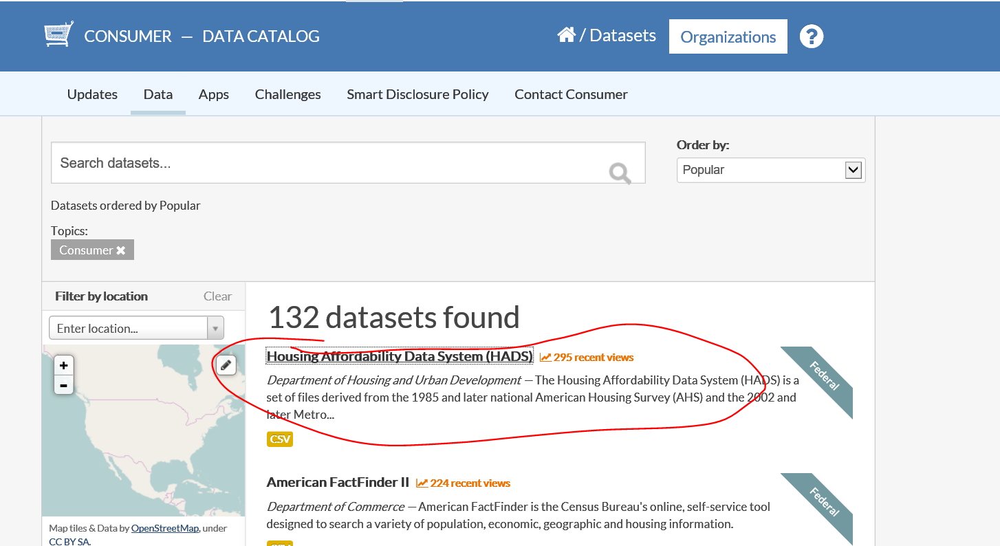 CONSUMER — DATA CATALOG
/ Datasets
Organizations
?
Updates
Data
Apps
Challenges
Smart Disclosure Policy
Contact Consumer
Search datasets...
Order by:
Popular
Datasets ordered by Popular
Topics:
Consumer ✖
Filter by location
Clear
Enter location...
+
-
Map tiles & Data by OpenStreetMap, under
CC BY SA.
132 datasets found
Housing Affordability Data System (HADS) 295 recent views
Federal
Department of Housing and Urban Development — The Housing Affordability Data System (HADS) is a
set of files derived from the 1985 and later national American Housing Survey (AHS) and the 2002 and
later Metro...
CSV
American FactFinder II 224 recent views
Federal
Department of Commerce — American FactFinder is the Census Bureau's online, self-service tool
designed to search a variety of population, economic, geographic and housing information.